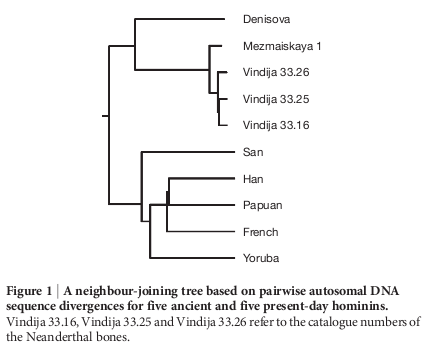 Denisova
Mezmaiskaya 1
Vindija 33.26
Vindija 33.25
Vindija 33.16
San
Han
Papuan
French
Yoruba
Figure 1 | A neighbour-joining tree based on pairwise autosomal DNA
sequence divergences for five ancient and five present-day hominins.
Vindija 33.16, Vindija 33.25 and Vindija 33.26 refer to the catalogue numbers of
the Neanderthal bones.